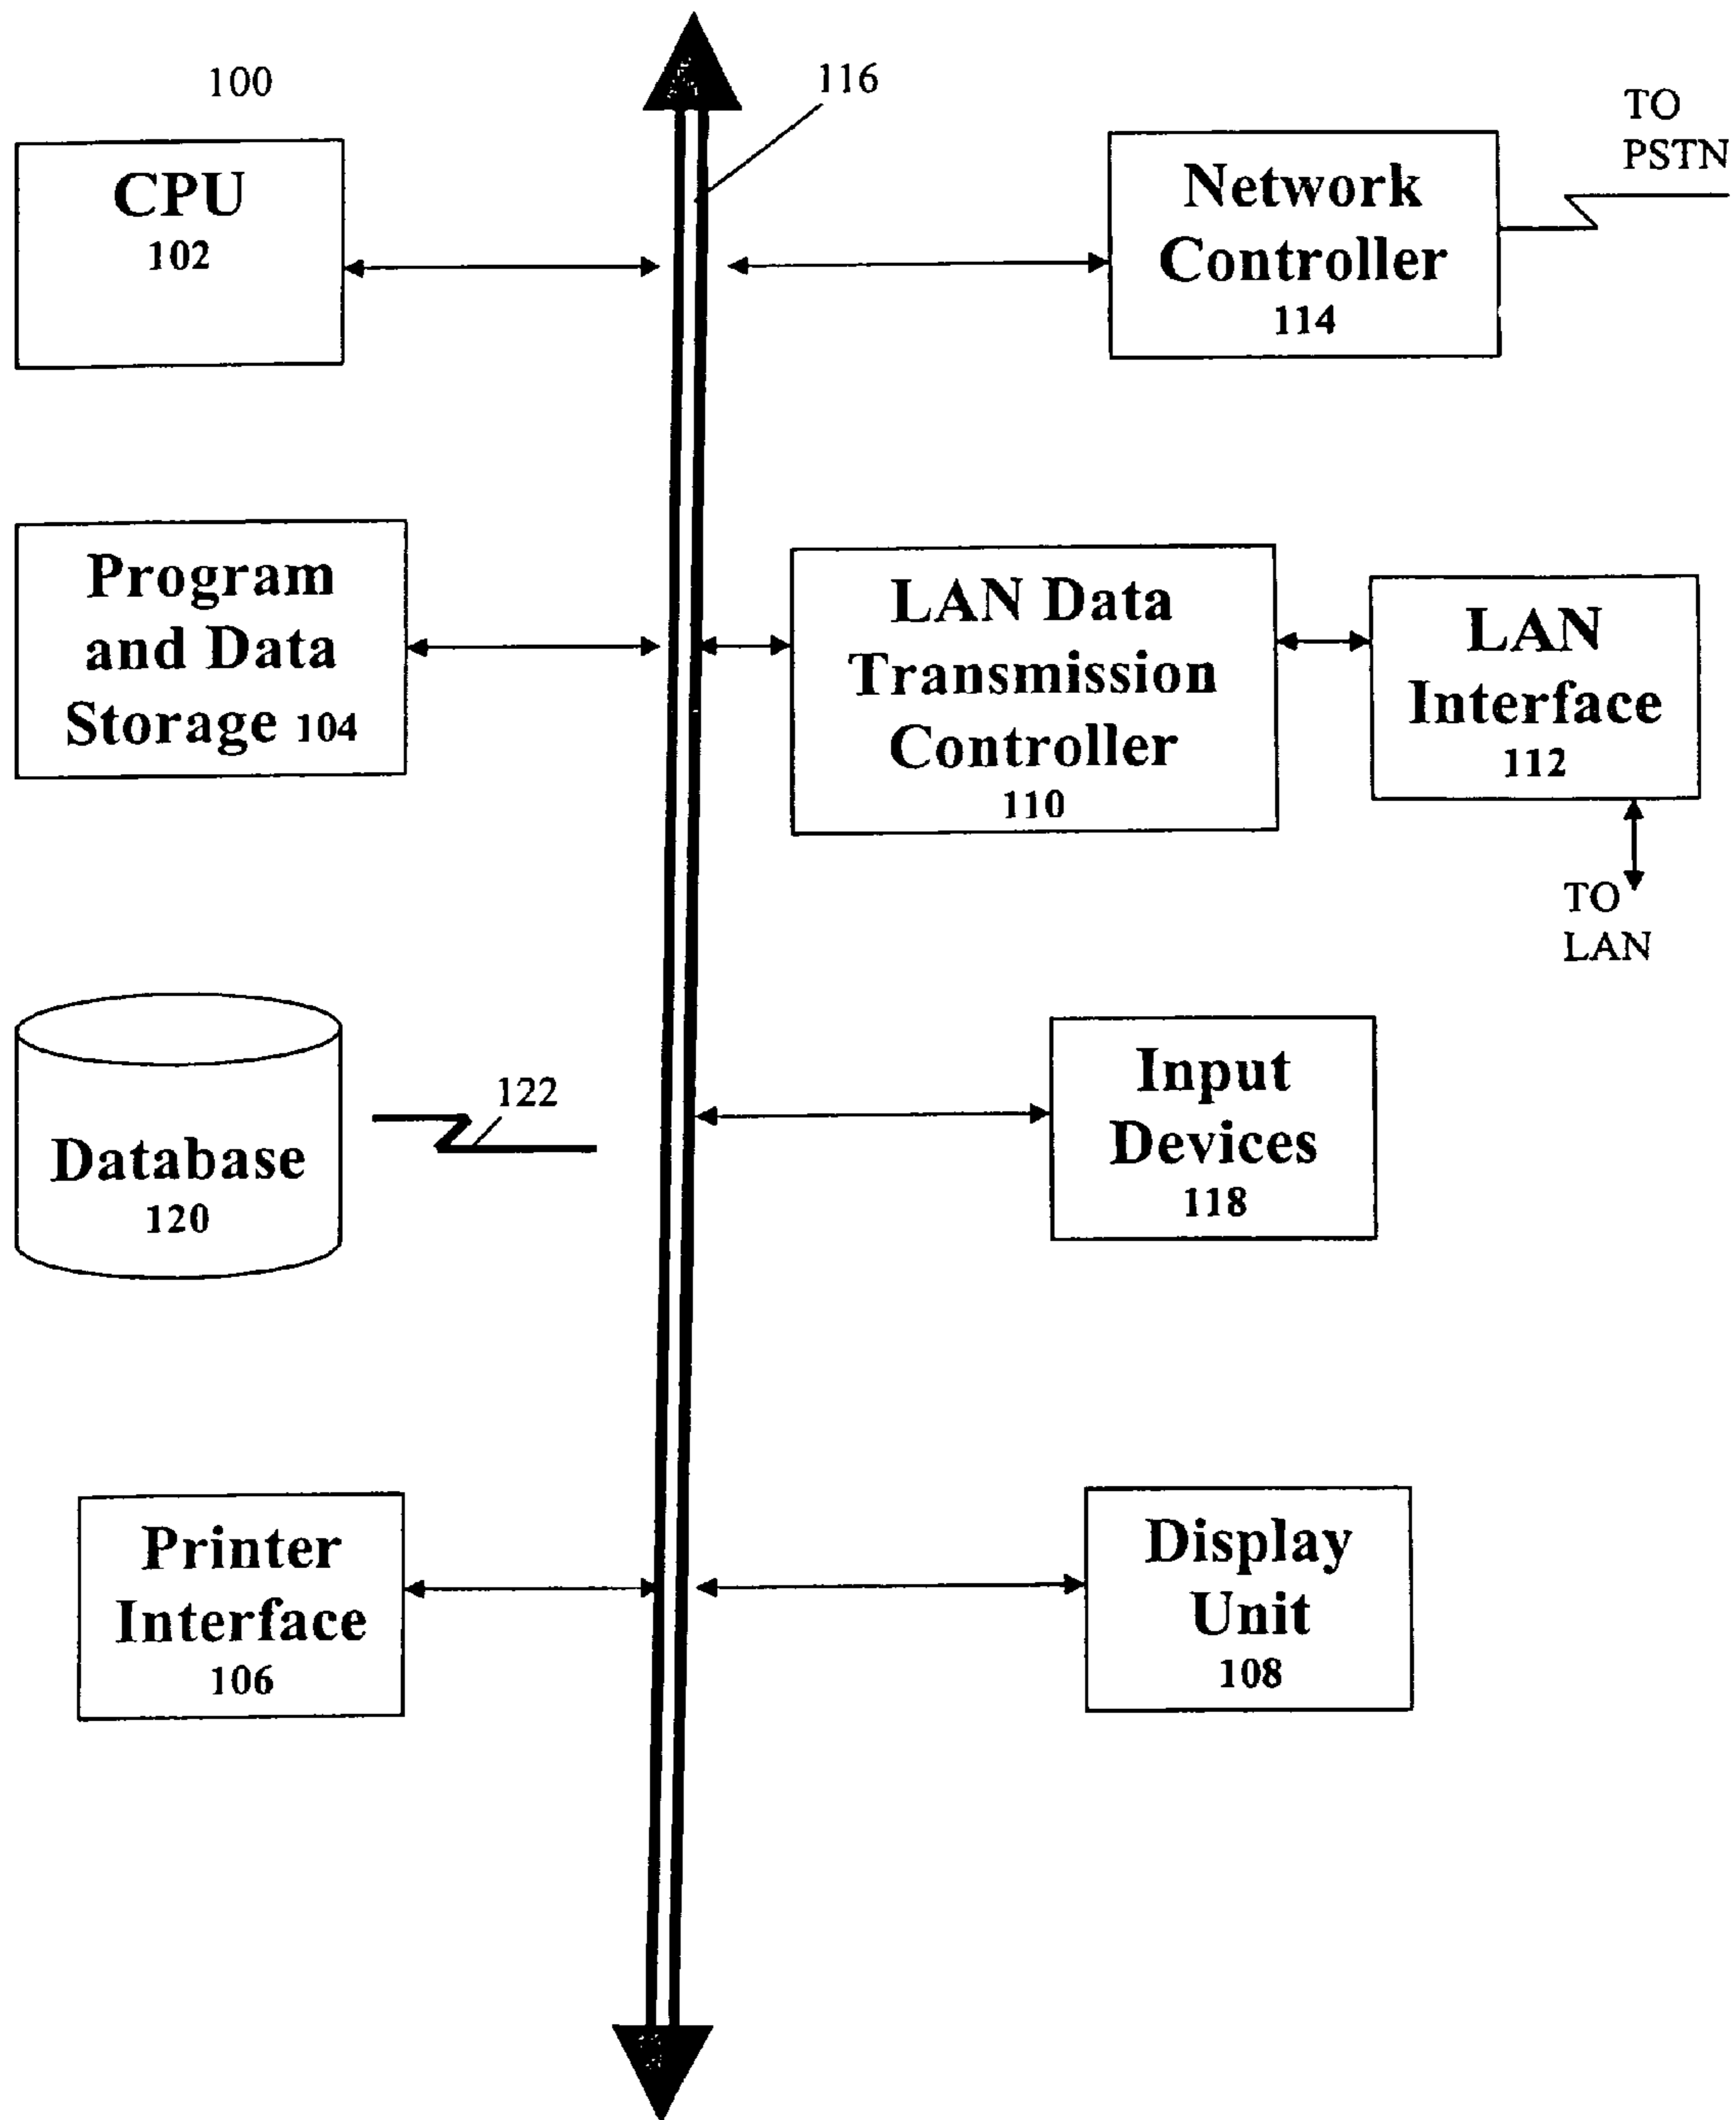 100
116
TO
PSTN
CPU
102
Network
Controller
114
Program
and Data
Storage 104
LAN Data
Transmission
Controller
110
LAN
Interface
112
TO
LAN
Database
120
122
Input
Devices
118
Printer
Interface
106
Display
Unit
108